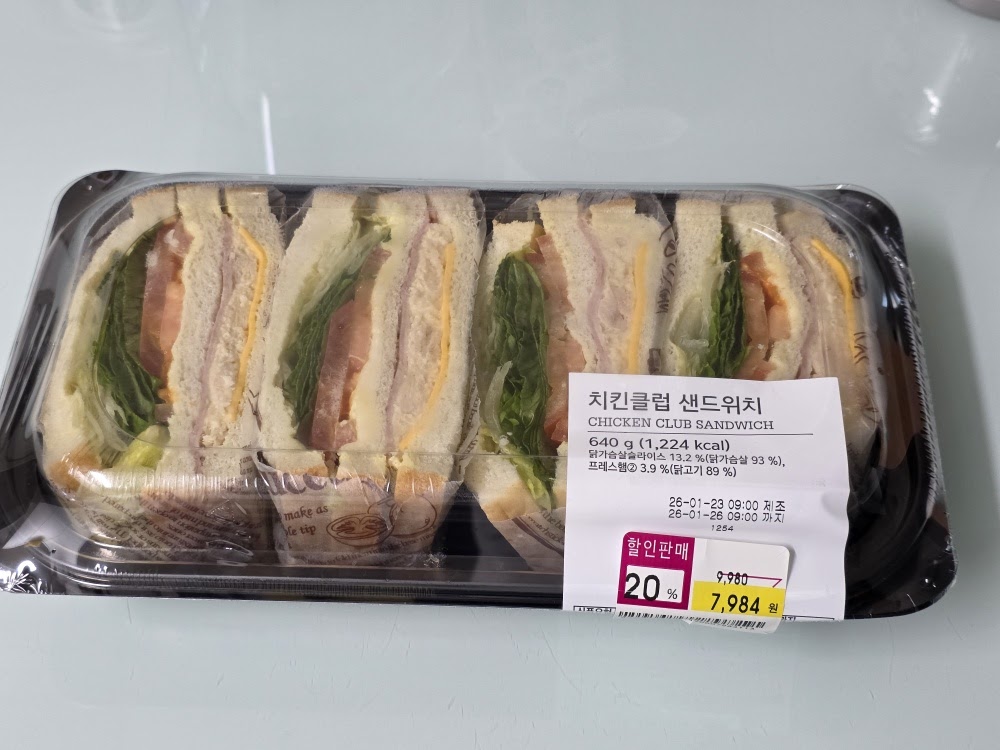 치킨클럽 샌드위치
CHICKEN CLUB SANDWICH
640 g (1,224 kcal)
닭가슴살슬라이스 13.2 %(닭가슴살 93 %),
프레스햄② 3.9 %(닭고기 89 %)
26-01-23 09:00 제조
26-01-26 09:00 까지
1254
할인판매
20 %
9,980
7,984 원
make as
tip